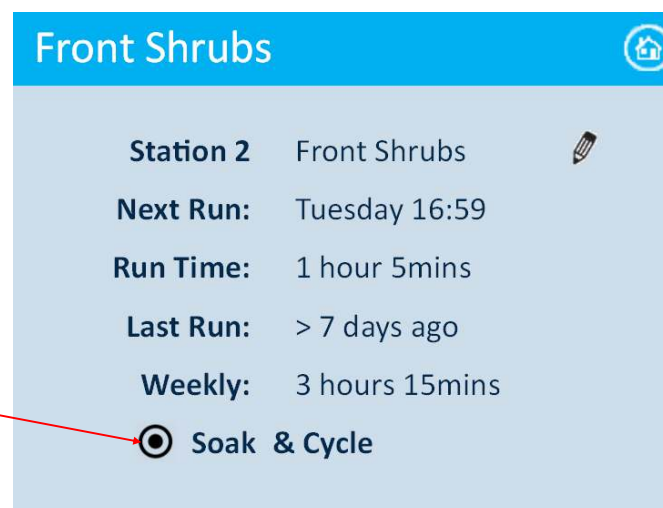 Front Shrubs
Station 2 Front Shrubs
Next Run: Tuesday 16:59
Run Time: 1 hour 5mins
Last Run: > 7 days ago
Weekly: 3 hours 15mins
Soak & Cycle